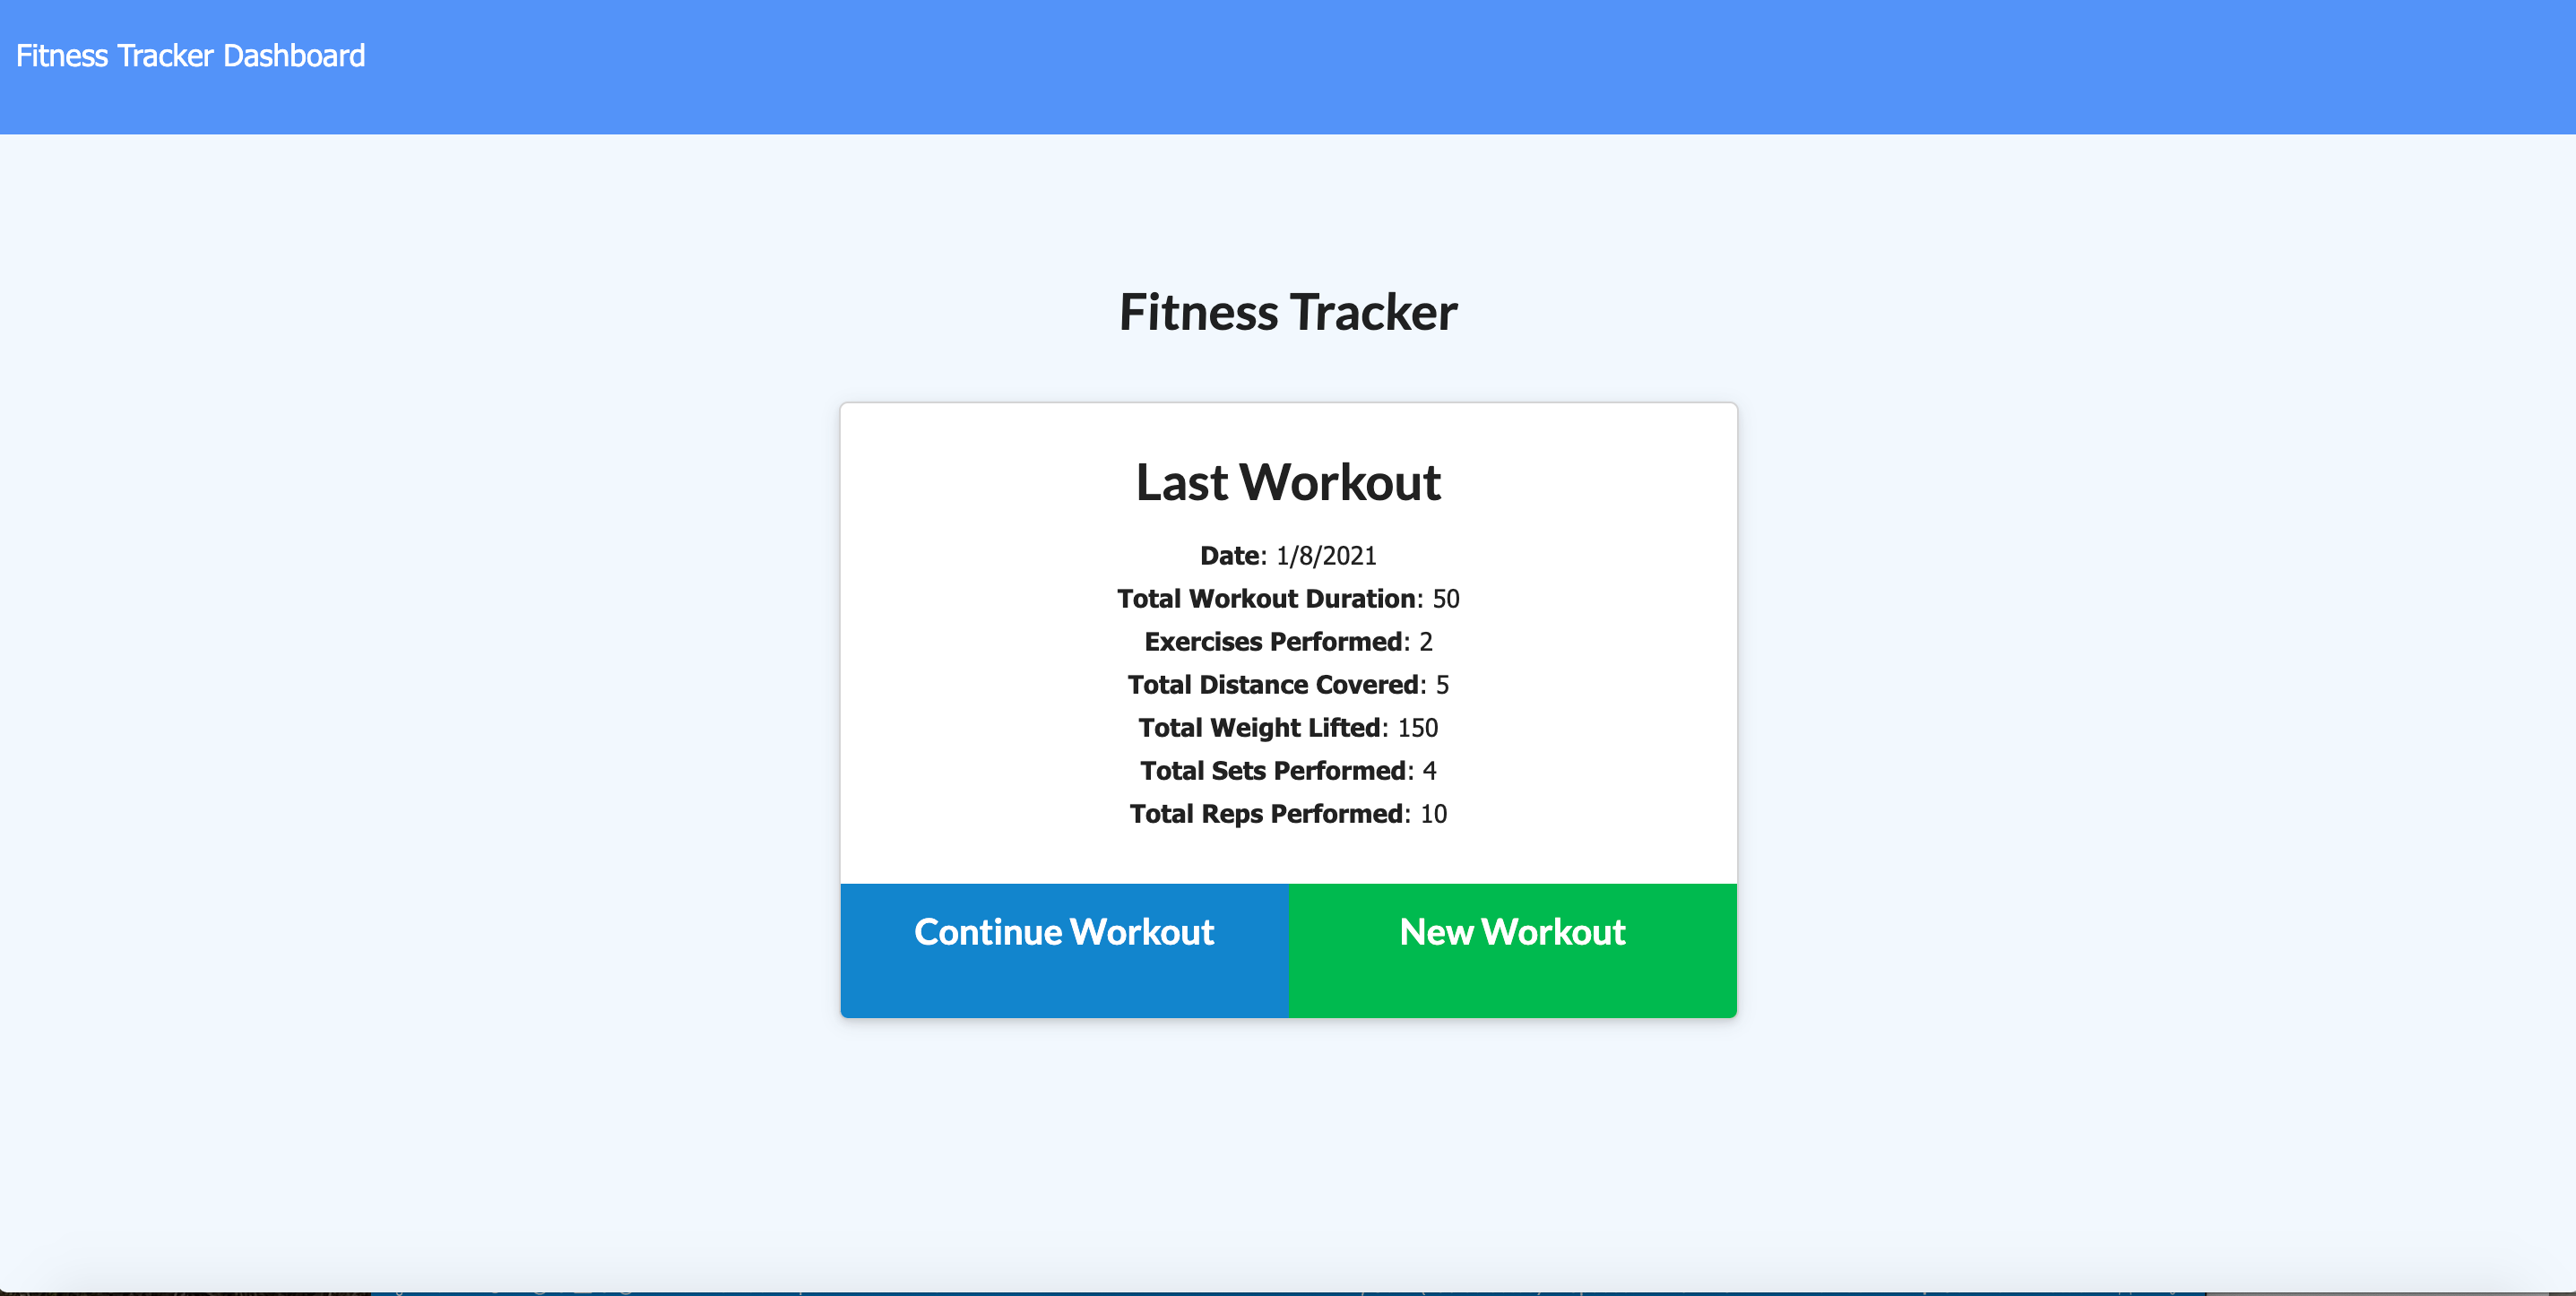 Fitness Tracker Dashboard
Fitness Tracker
Last Workout
Date: 1/8/2021
Total Workout Duration: 50
Exercises Performed: 2
Total Distance Covered: 5
Total Weight Lifted: 150
Total Sets Performed: 4
Total Reps Performed: 10
Continue Workout
New Workout